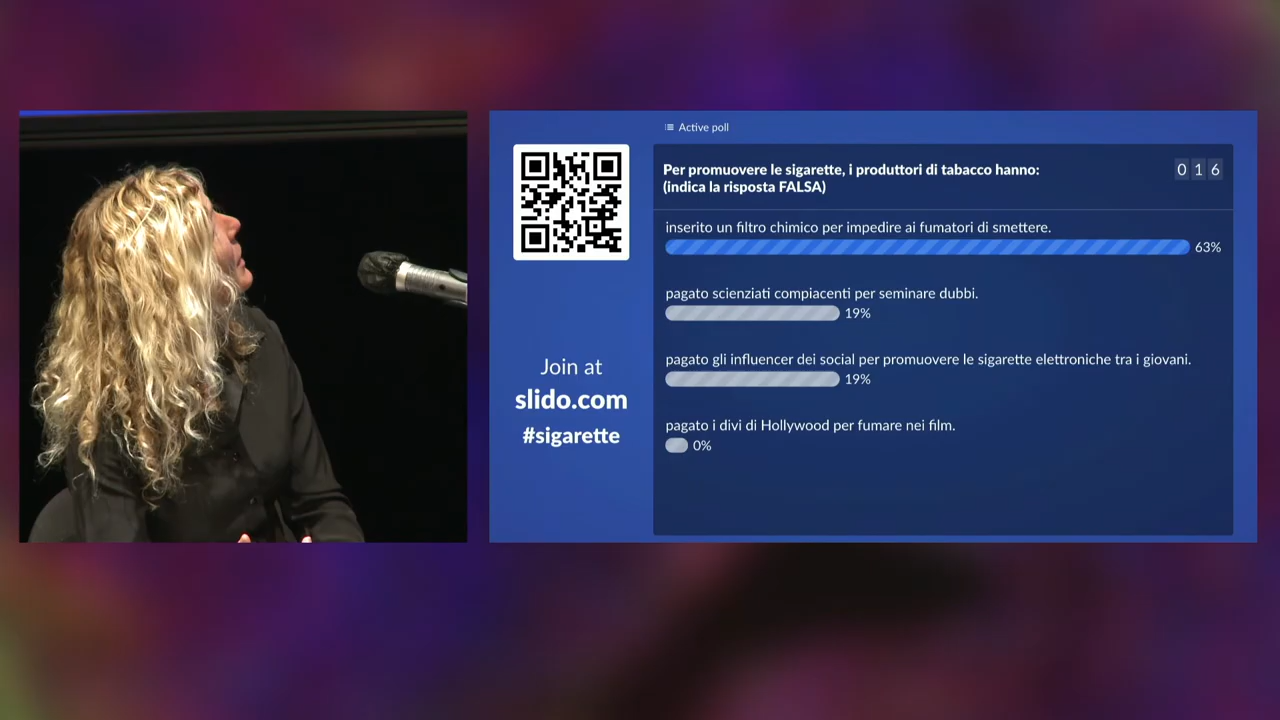 Active poll
Per promuovere le sigarette, i produttori di tabacco hanno:
(indica la risposta FALSA)
0 1 6
inserito un filtro chimico per impedire ai fumatori di smettere.
63%
pagato scienziati compiacenti per seminare dubbi.
19%
pagato gli influencer dei social per promuovere le sigarette elettroniche tra i giovani.
19%
pagato i divi di Hollywood per fumare nei film.
0%
Join at
slido.com
#sigarette